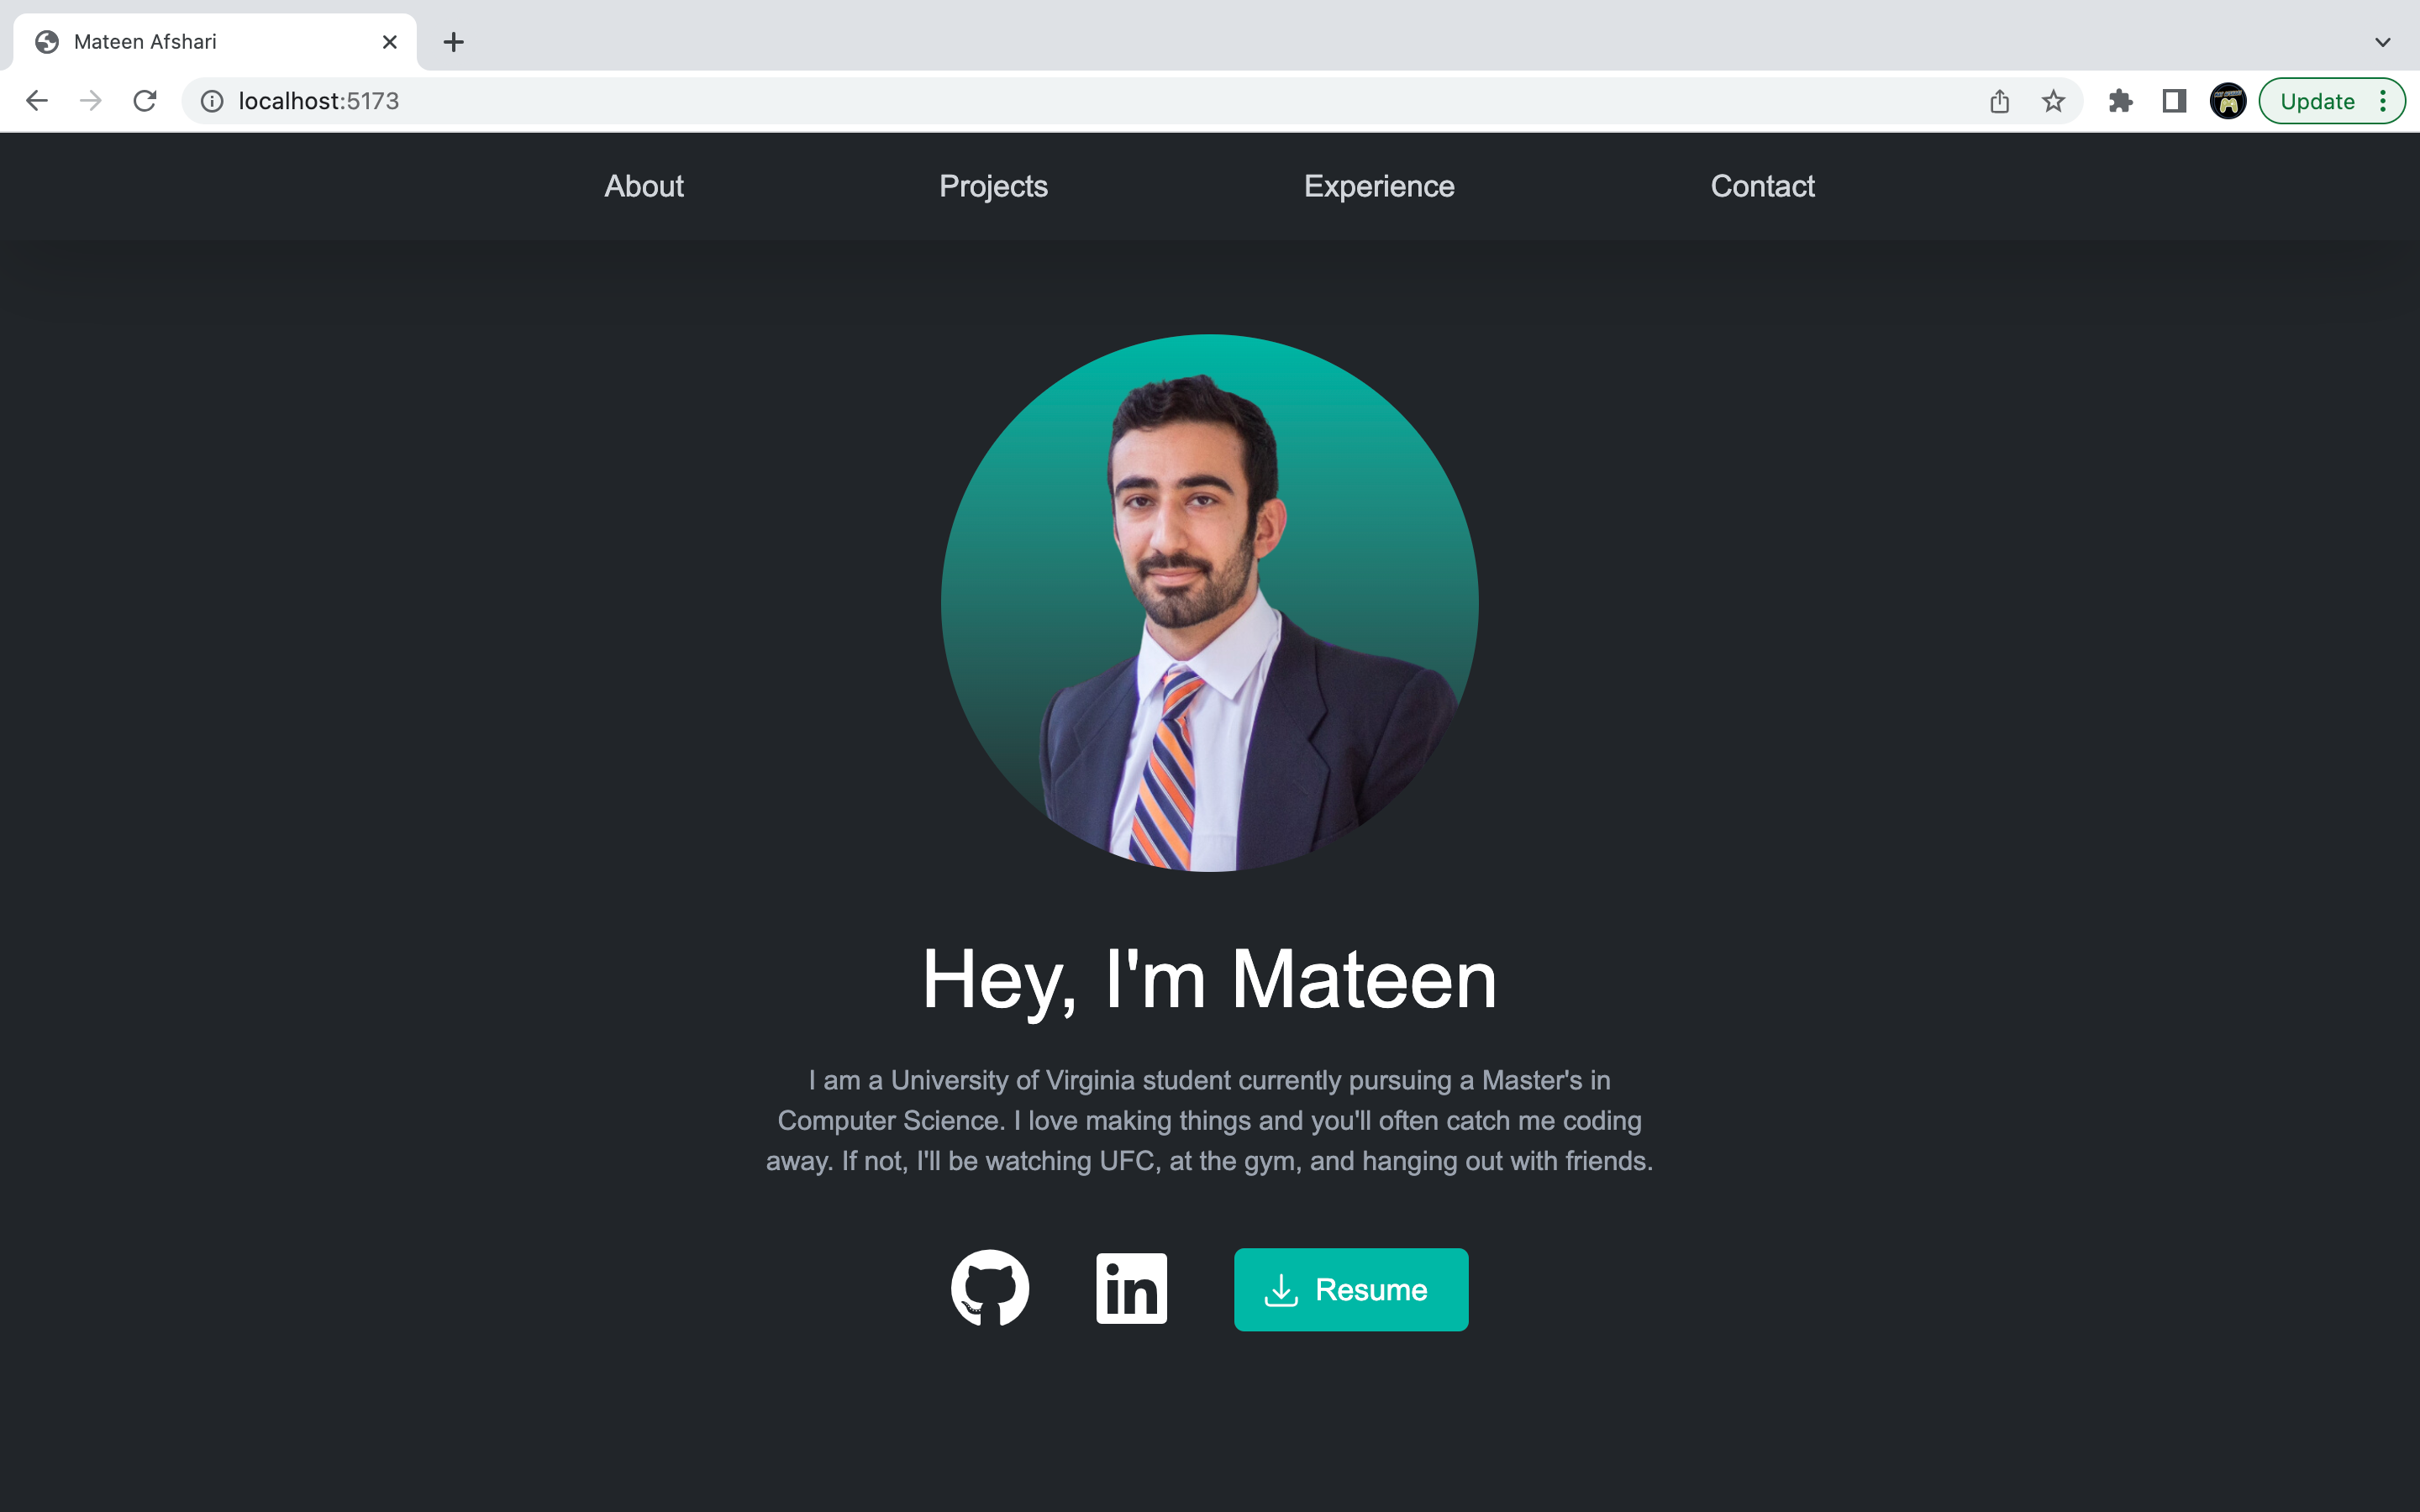 Mateen Afshari
localhost:5173
Update
About Projects Experience Contact
Hey, I'm Mateen
I am a University of Virginia student currently pursuing a Master's in
Computer Science. I love making things and you'll often catch me coding
away. If not, I'll be watching UFC, at the gym, and hanging out with friends.
in
Resume